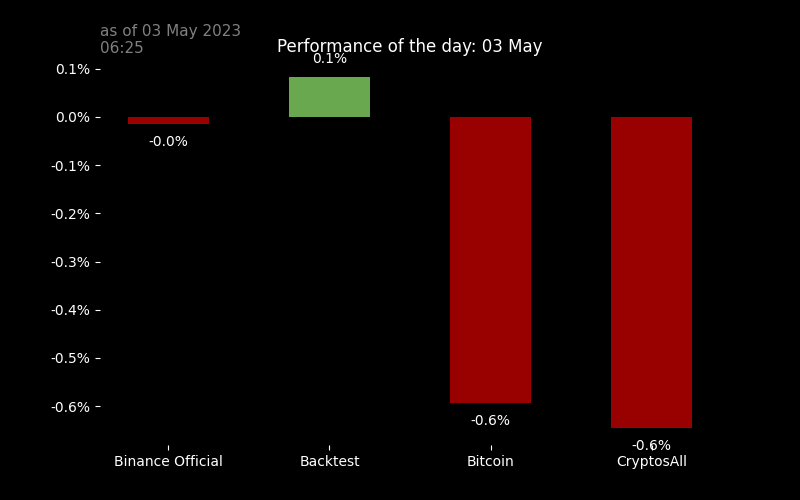 as of 03 May 2023
06:25
Performance of the day: 03 May
0.1%
0.1%
0.0%
-0.0%
-0.1%
-0.2%
-0.3%
-0.4%
-0.5%
-0.6%
-0.6%
-0.6%
Binance Official
Backtest
Bitcoin
CryptosAll